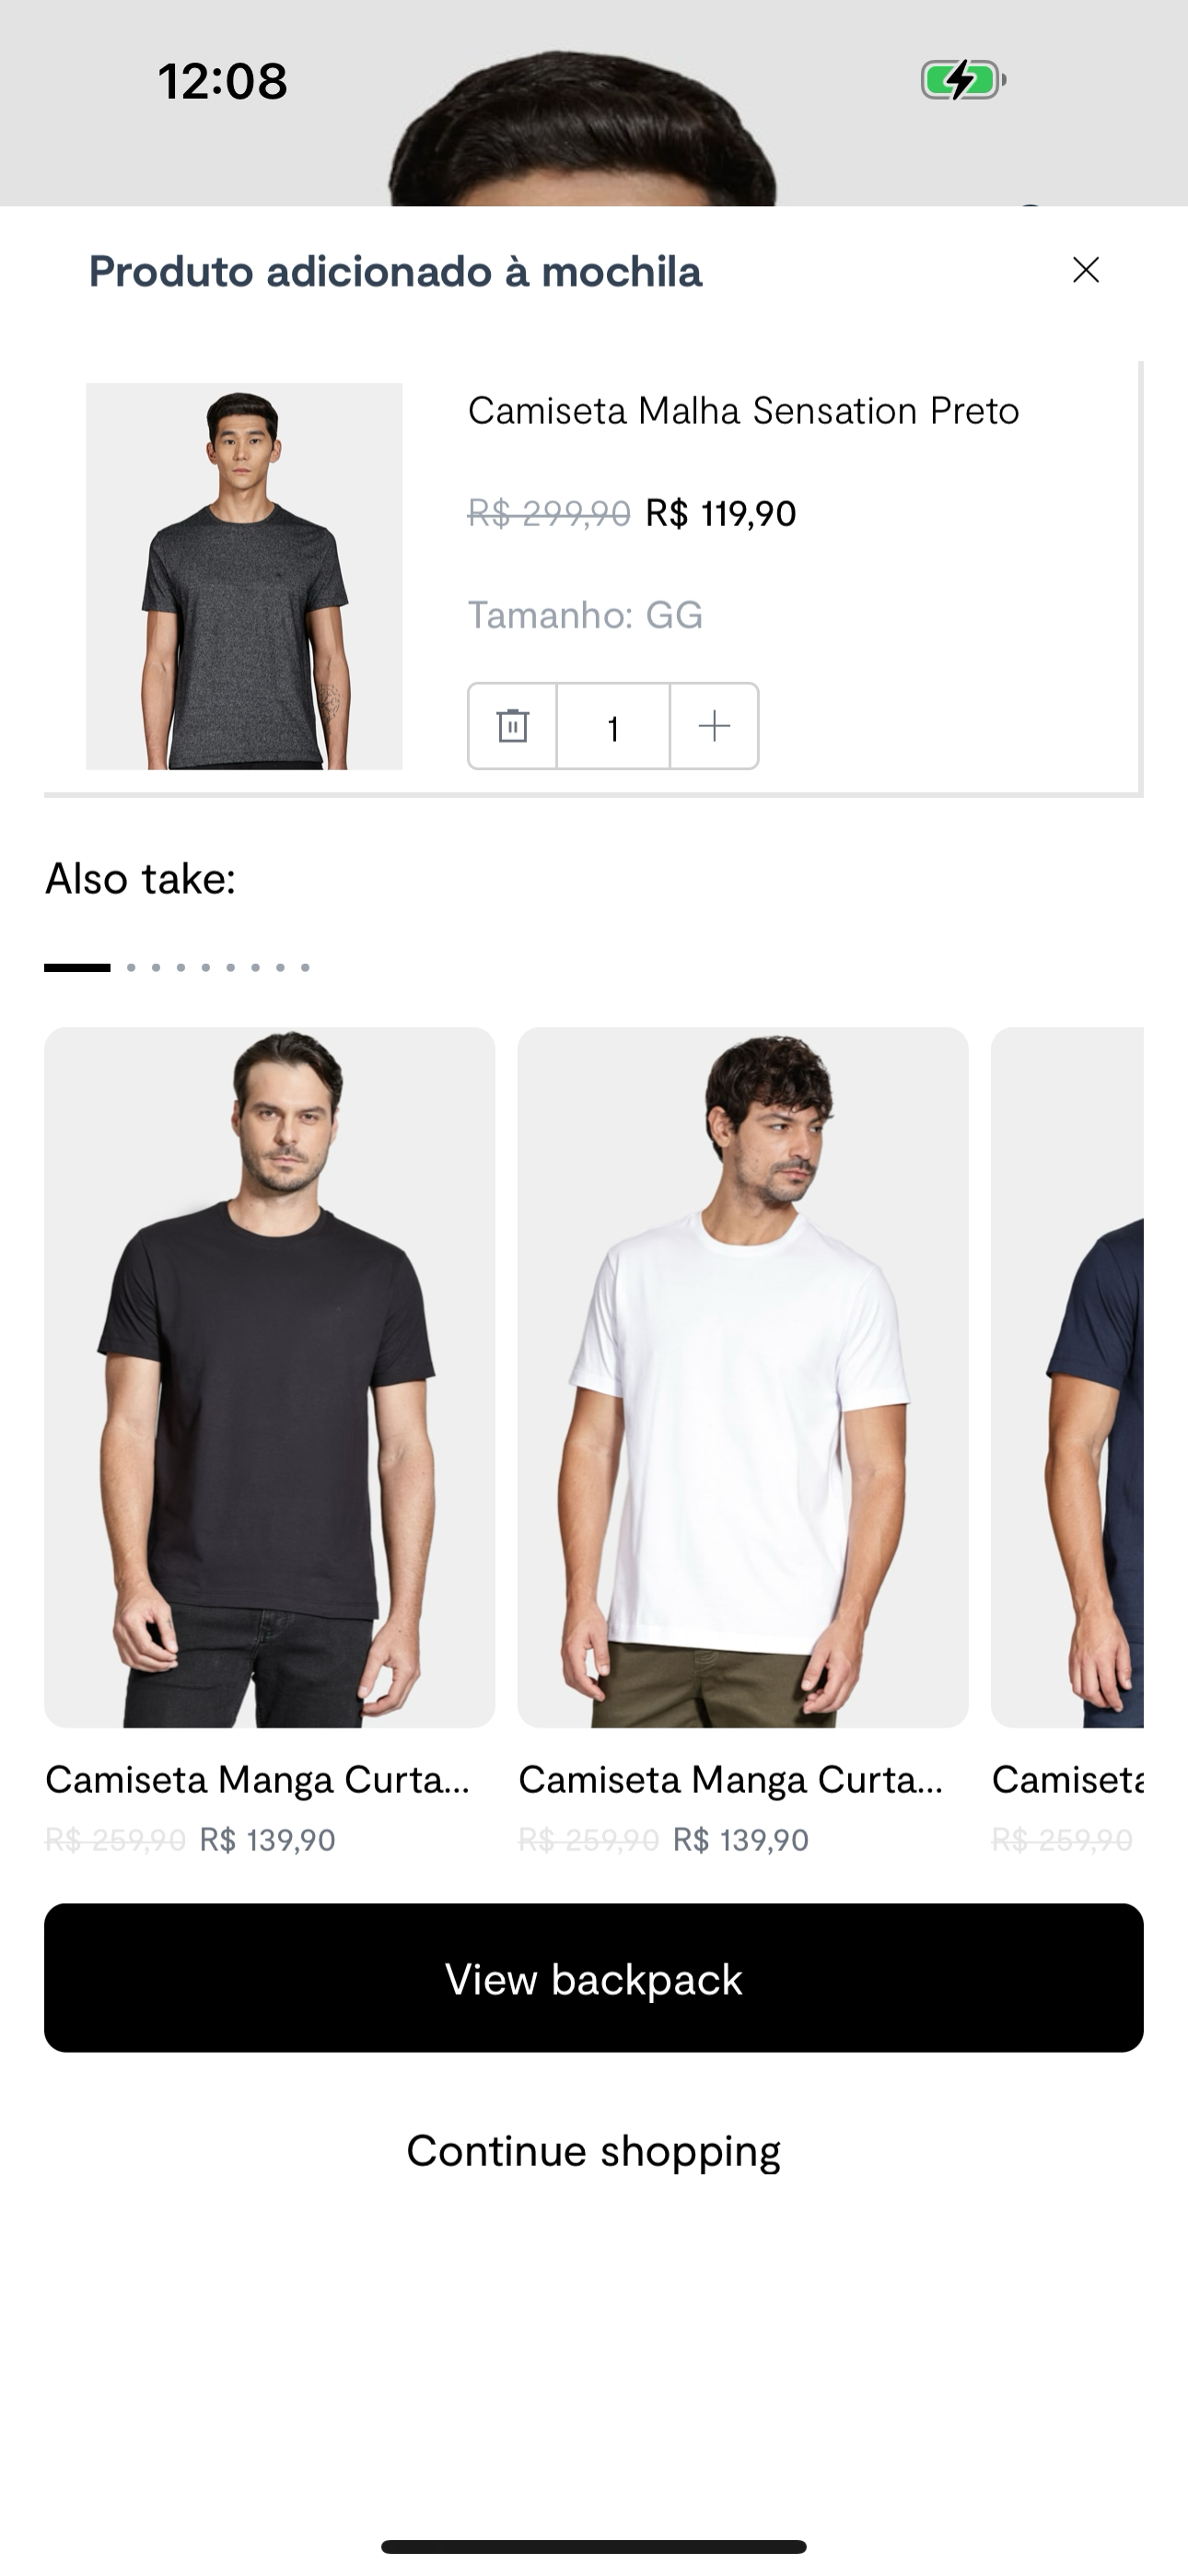 12:08
Produto adicionado à mochila
Camiseta Malha Sensation Preto
R$ 299,90 R$ 119,90
Tamanho: GG
1
Also take:
Camiseta Manga Curta...
R$ 259,90 R$ 139,90
Camiseta Manga Curta...
R$ 259,90 R$ 139,90
Camiseta
R$ 259,90
View backpack
Continue shopping